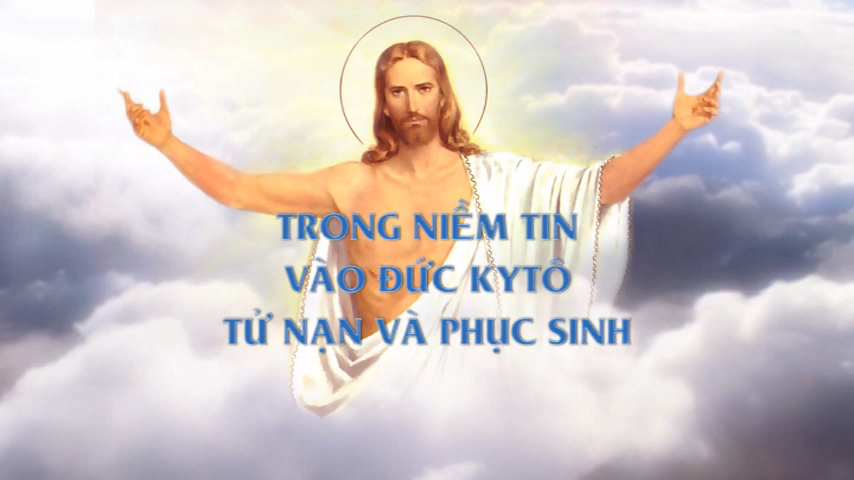 TRONG NIỀM TIN
VÀO ĐỨC KYTÔ
TỬ NẠN VÀ PHỤC SINH